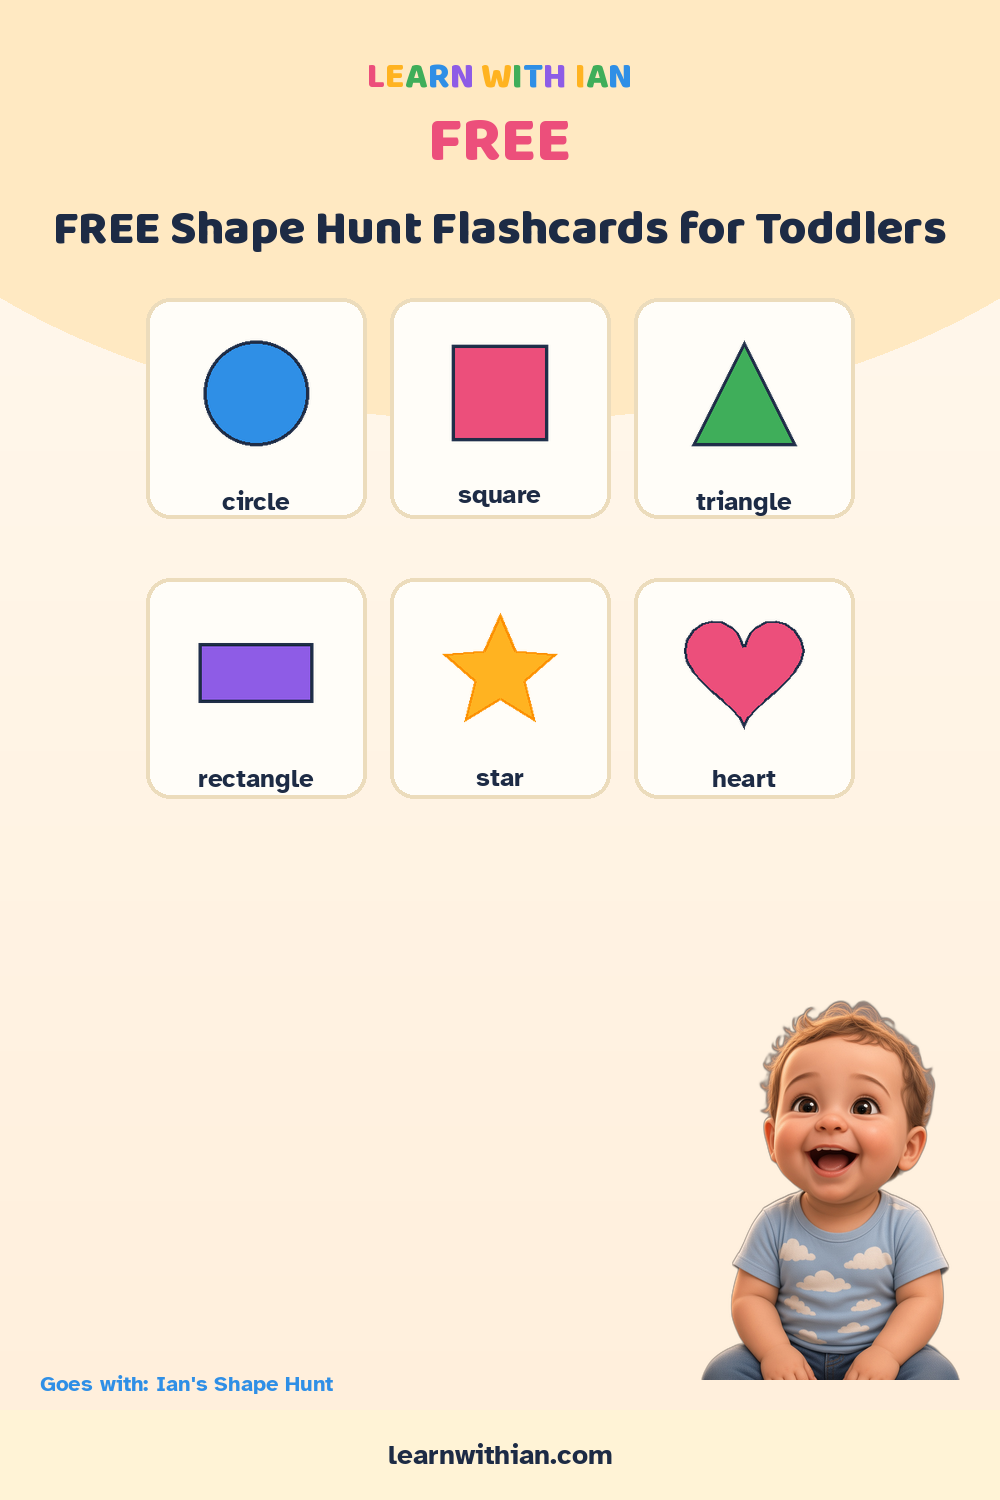 LEARN WITH IAN
FREE
FREE Shape Hunt Flashcards for Toddlers
circle
square
triangle
rectangle
star
heart
Goes with: Ian's Shape Hunt
learnwithian.com